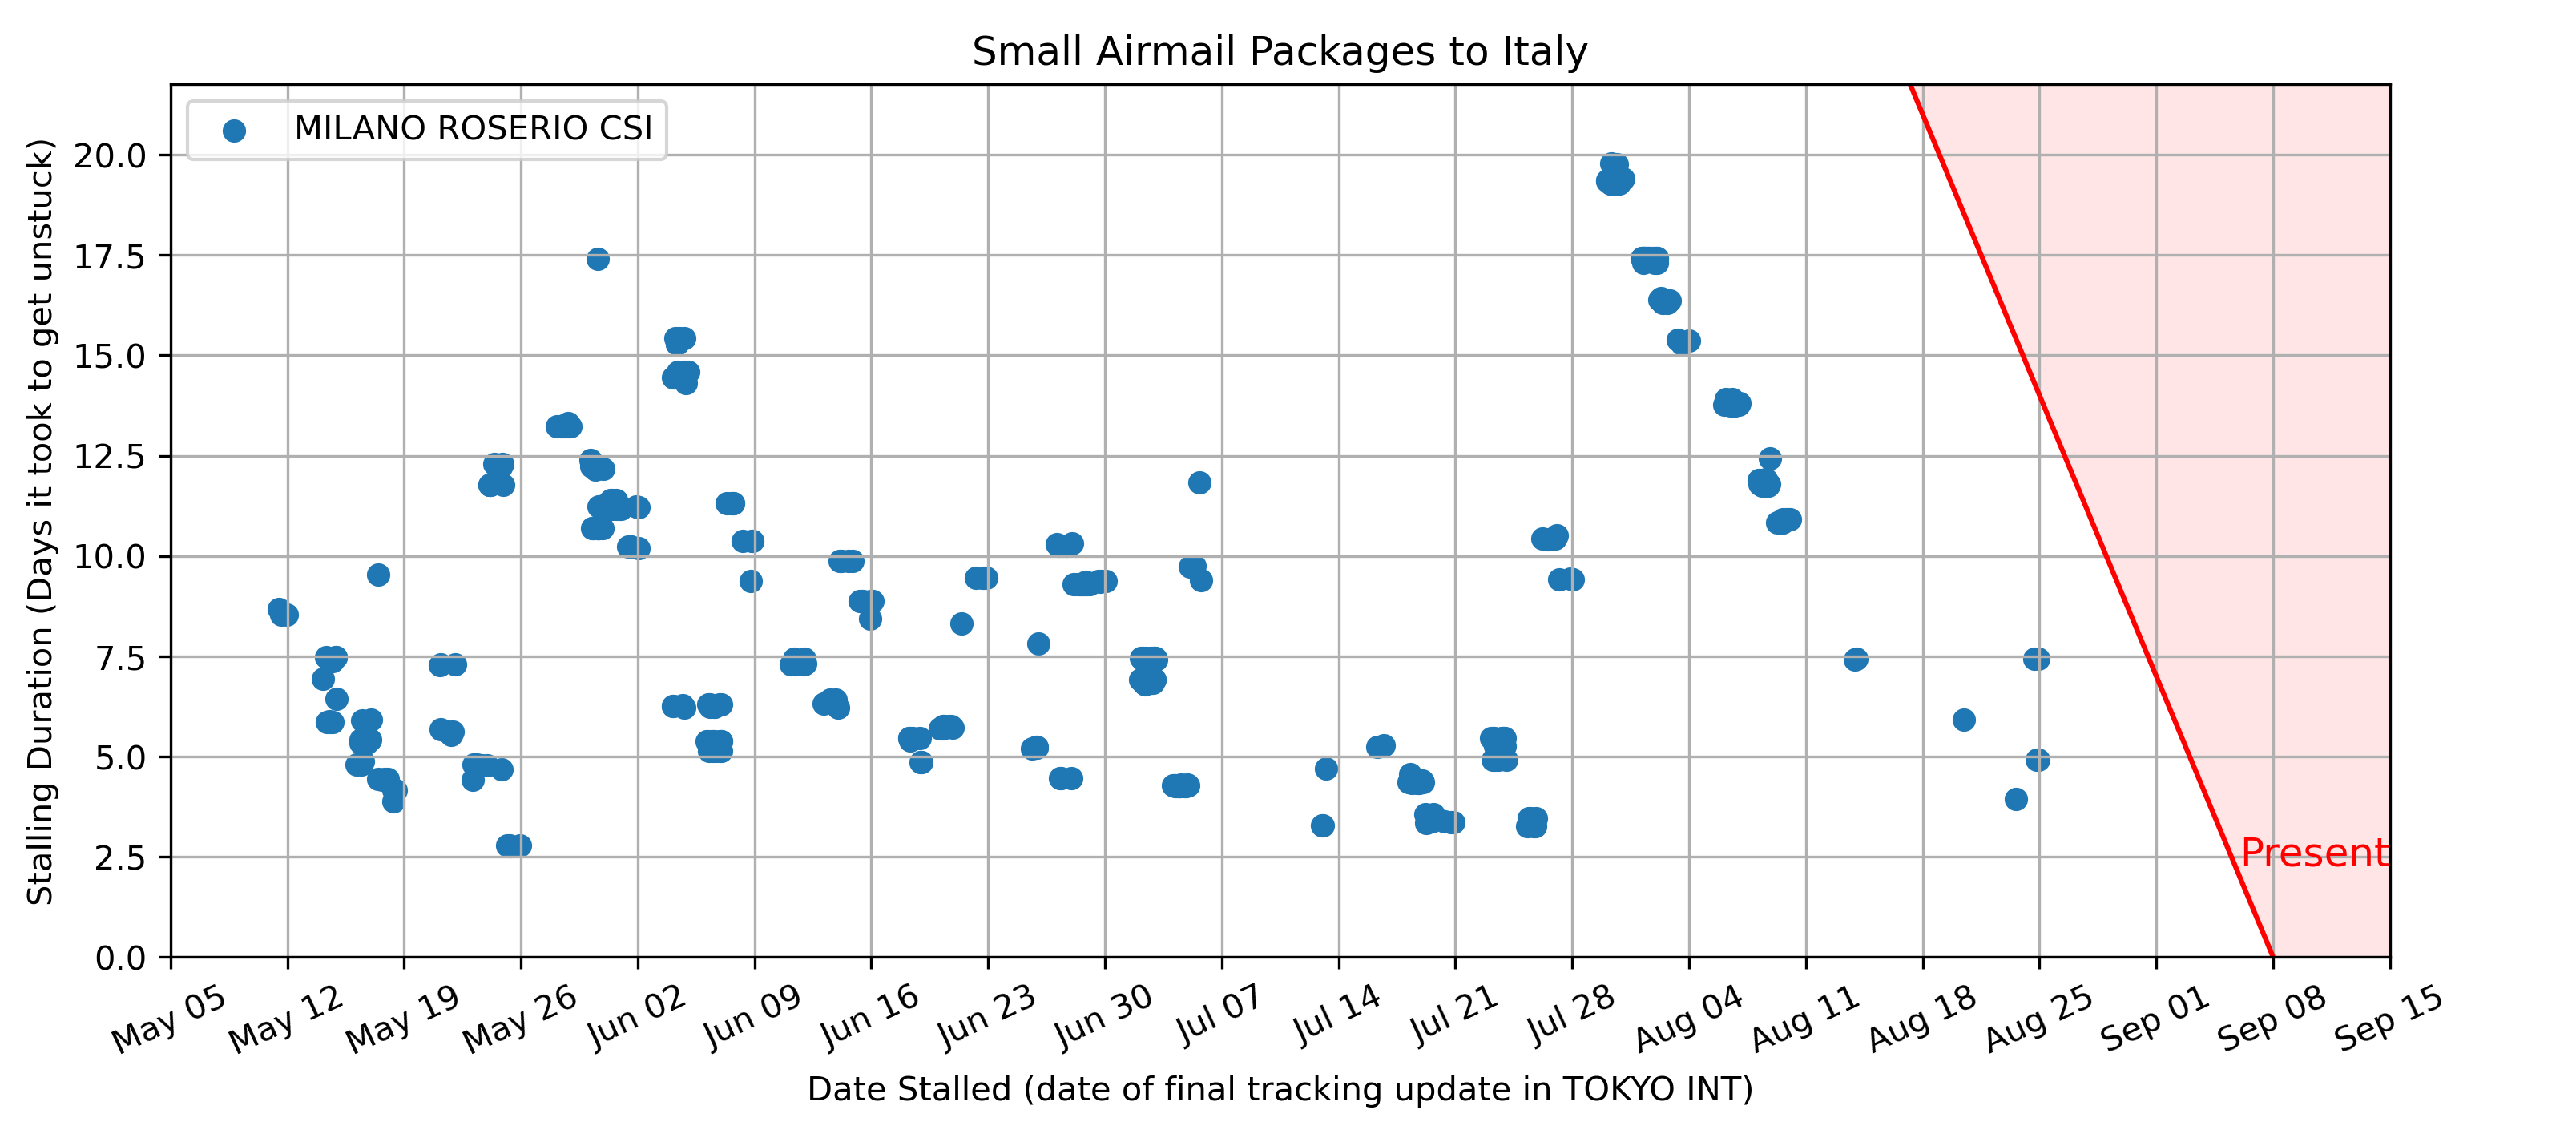 Small Airmail Packages to Italy
MILANO ROSERIO CSI
Stalling Duration (Days it took to get unstuck)
20.0
17.5
15.0
12.5
10.0
7.5
5.0
2.5
0.0
Present
May 05 May 12 May 19 May 26 Jun 02 Jun 09 Jun 16 Jun 23 Jun 30 Jul 07 Jul 14 Jul 21 Jul 28 Aug 04 Aug 11 Aug 18 Aug 25 Sep 01 Sep 08 Sep 15
Date Stalled (date of final tracking update in TOKYO INT)